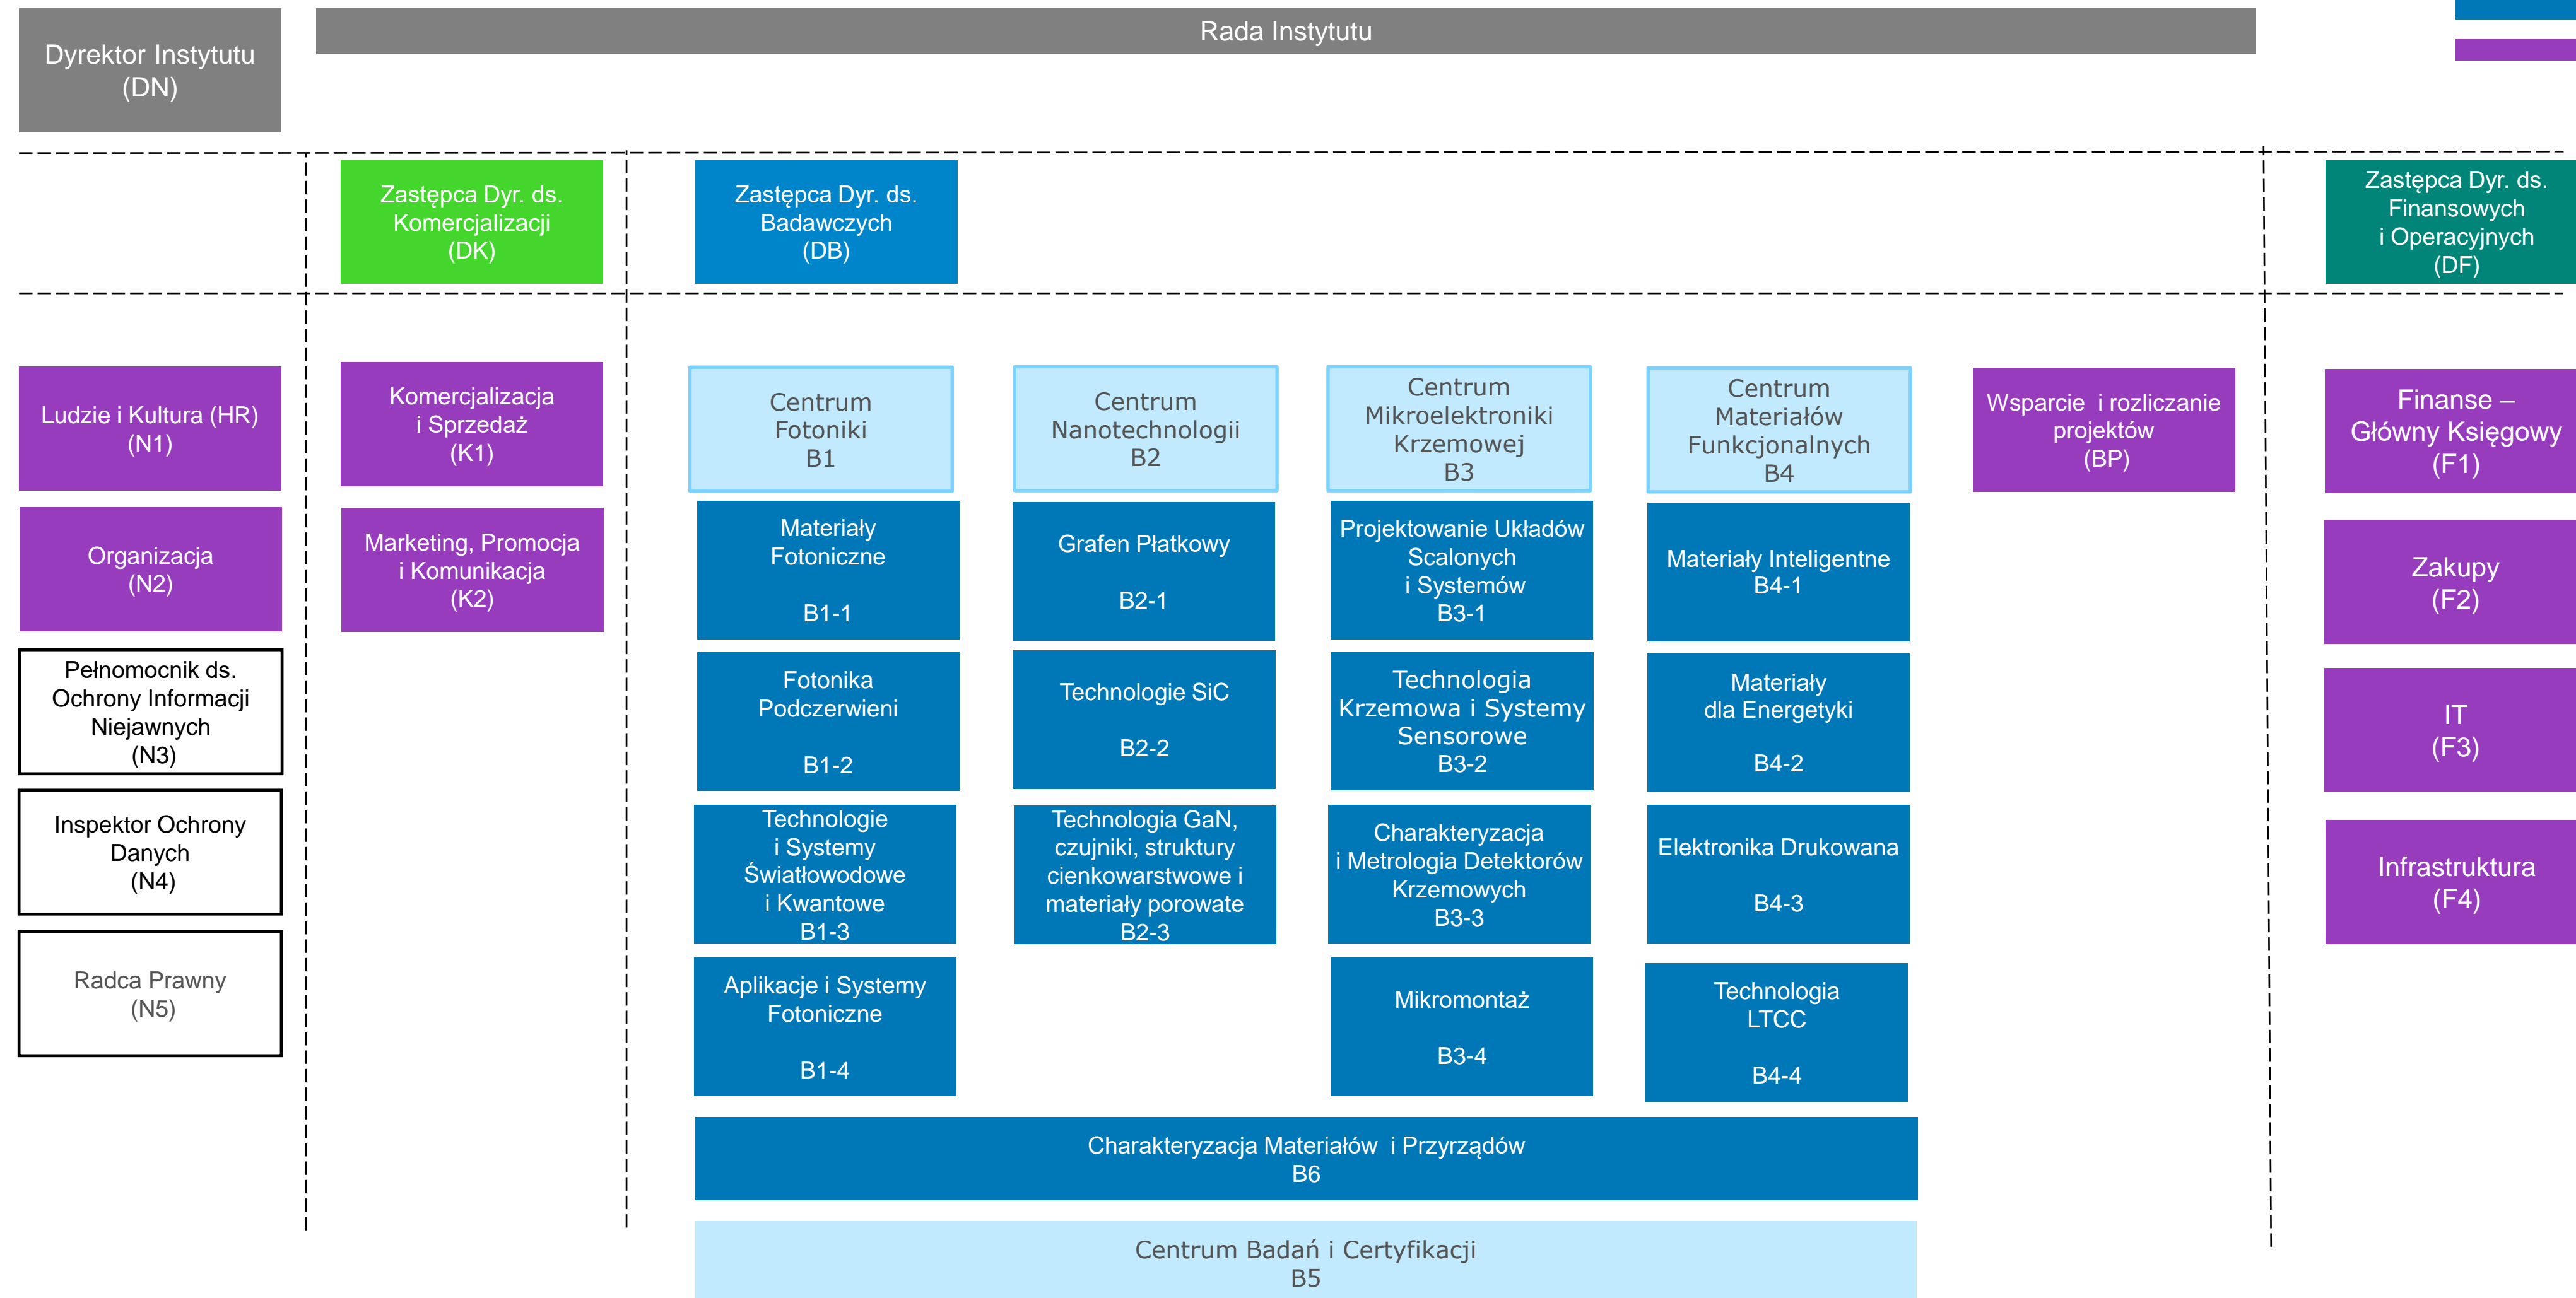 Dyrektor Instytutu
(DN)
Rada Instytutu
Zastępca Dyr. ds.
Komercjalizacji
(DK)
Zastępca Dyr. ds.
Badawczych
(DB)
Zastępca Dyr. ds.
Finansowych
i Operacyjnych
(DF)
Ludzie i Kultura (HR)
(N1)
Organizacja
(N2)
Pełnomocnik ds.
Ochrony Informacji
Niejawnych
(N3)
Inspektor Ochrony
Danych
(N4)
Radca Prawny
(N5)
Komercjalizacja
i Sprzedaż
(K1)
Marketing, Promocja
i Komunikacja
(K2)
Centrum
Fotoniki
B1
Materiały
Fotoniczne
B1-1
Fotonika
Podczerwieni
B1-2
Technologie
i Systemy
Światłowodowe
i Kwantowe
B1-3
Aplikacje i Systemy
Fotoniczne
B1-4
Centrum
Nanotechnologii
B2
Grafen Płatkowy
B2-1
Technologie SiC
B2-2
Technologia GaN,
czujniki, struktury
cienkowarstwowe i
materiały porowate
B2-3
Centrum
Mikroelektroniki
Krzemowej
B3
Projektowanie Układów
Scalonych
i Systemów
B3-1
Technologia
Krzemowa i Systemy
Sensorowe
B3-2
Charakteryzacja
i Metrologia Detektorów
Krzemowych
B3-3
Mikromontaż
B3-4
Centrum
Materiałów
Funkcjonalnych
B4
Materiały Inteligentne
B4-1
Materiały
dla Energetyki
B4-2
Elektronika Drukowana
B4-3
Technologia
LTCC
B4-4
Wsparcie  i rozliczanie
projektów
(BP)
Charakteryzacja Materiałów  i Przyrządów
B6
Centrum Badań i Certyfikacji
B5
Finanse –
Główny Księgowy
(F1)
Zakupy
(F2)
IT
(F3)
Infrastruktura
(F4)